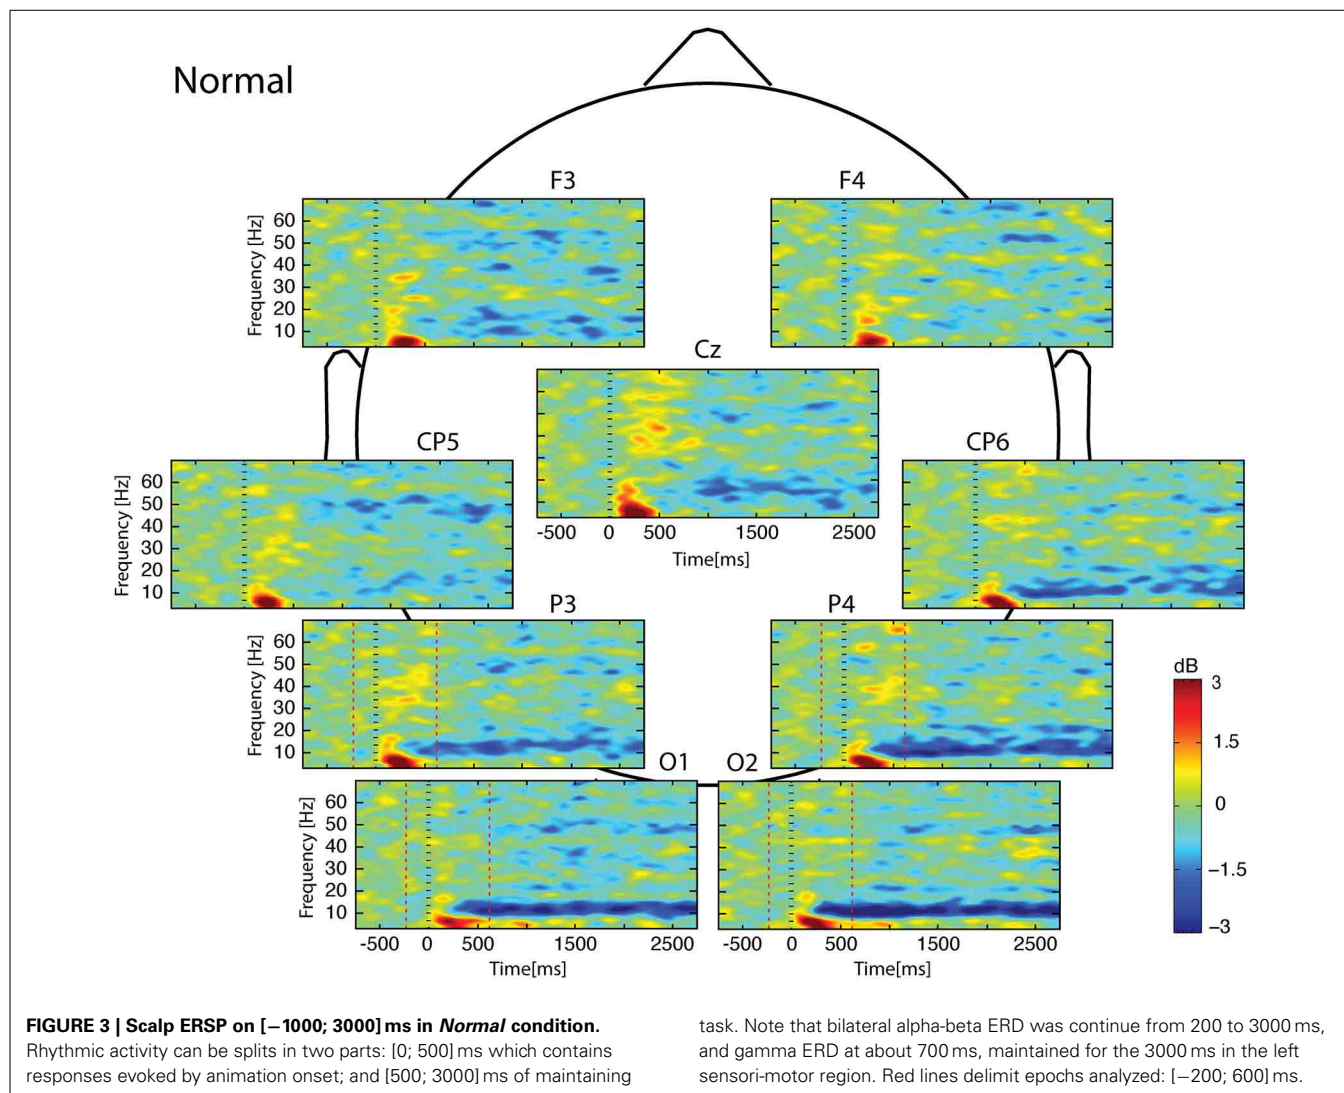 Normal
F3
F4
Frequency [Hz]
60
50
40
30
20
10
Cz
-500 0 500 1500 2500
Time[ms]
CP5
CP6
Frequency [Hz]
60
50
40
30
20
10
P3
P4
Frequency [Hz]
60
50
40
30
20
10
dB
3
1.5
0
−1.5
−3
O1
O2
Frequency [Hz]
60
50
40
30
20
10
-500 0 500 1500 2500
Time[ms]
-500 0 500 1500 2500
Time[ms]
FIGURE 3 | Scalp ERSP on [−1000; 3000] ms in Normal condition.
Rhythmic activity can be splits in two parts: [0; 500] ms which contains
responses evoked by animation onset; and [500; 3000] ms of maintaining
task. Note that bilateral alpha-beta ERD was continue from 200 to 3000 ms,
and gamma ERD at about 700 ms, maintained for the 3000 ms in the left
sensori-motor region. Red lines delimit epochs analyzed: [−200; 600] ms.